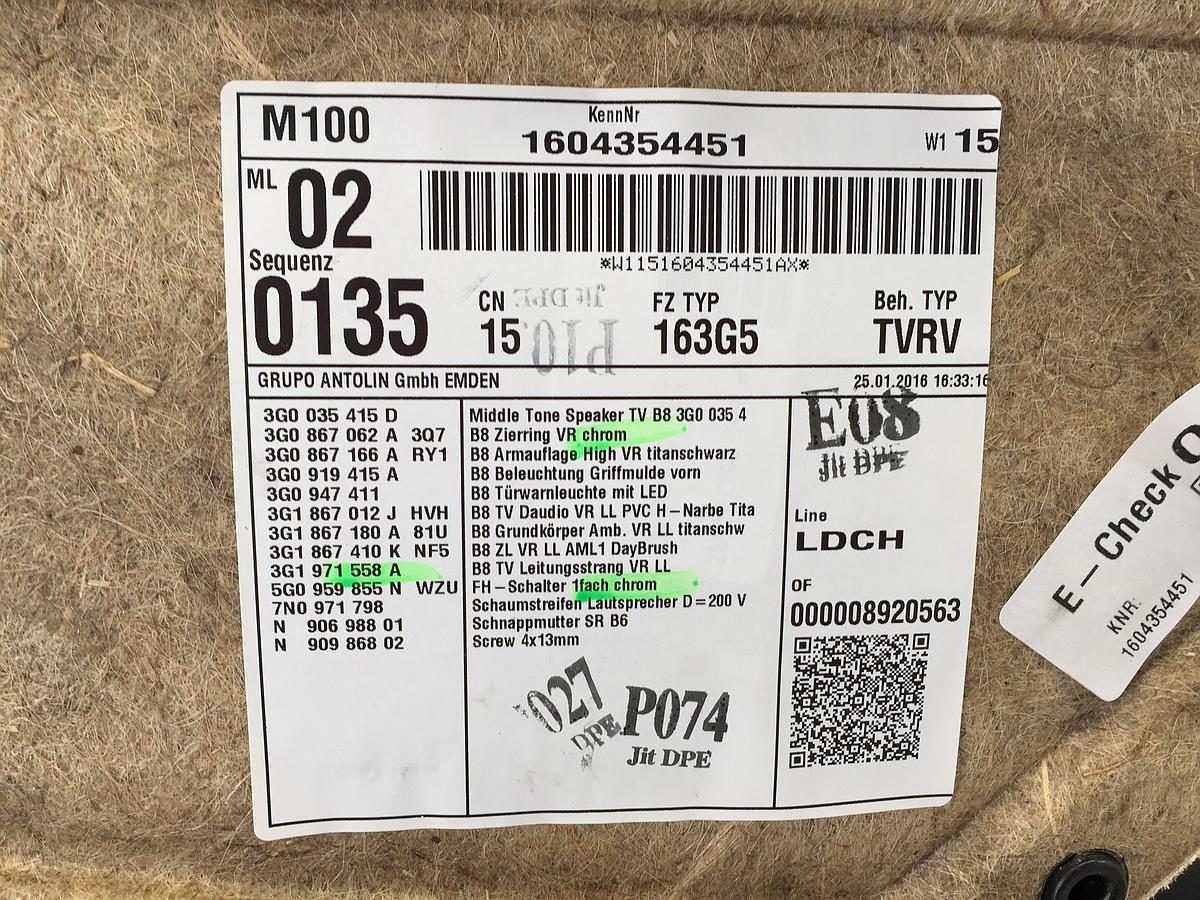 M100
KennNr
1604354451
W1 15
ML 02
*W1151604354451AX*
Sequenz
0135
CN
15
Jit DPE
P10
FZ TYP
163G5
Beh. TYP
TVRV
GRUPO ANTOLIN Gmbh EMDEN
25.01.2016 16:33:16
3G0 035 415 D Middle Tone Speaker TV B8 3G0 035 4
3G0 867 062 A 3Q7 B8 Zierring VR chrom
3G0 867 166 A RY1 B8 Armauflage High VR titanschwarz
3G0 919 415 A B8 Beleuchtung Griffmulde vorn
3G0 947 411 B8 Türwarnleuchte mit LED
3G1 867 012 J HVH B8 TV Daudio VR LL PVC H-Narbe Tita
3G1 867 180 A 81U B8 Grundkörper Amb. VR LL titanschw
3G1 867 410 K NF5 B8 ZL VR LL AML1 DayBrush
3G1 971 558 A B8 TV Leitungsstrang VR LL
5G0 959 855 N WZU FH-Schalter 1fach chrom
7N0 971 798 Schaumstreifen Lautsprecher D=200 V
N 906 988 01 Schnappmutter SR B6
N 909 868 02 Screw 4x13mm
E08
Jit DPE
Line
LDCH
OF
000008920563
027
DPE
P074
Jit DPE
E-Check
KNR:
1604354451